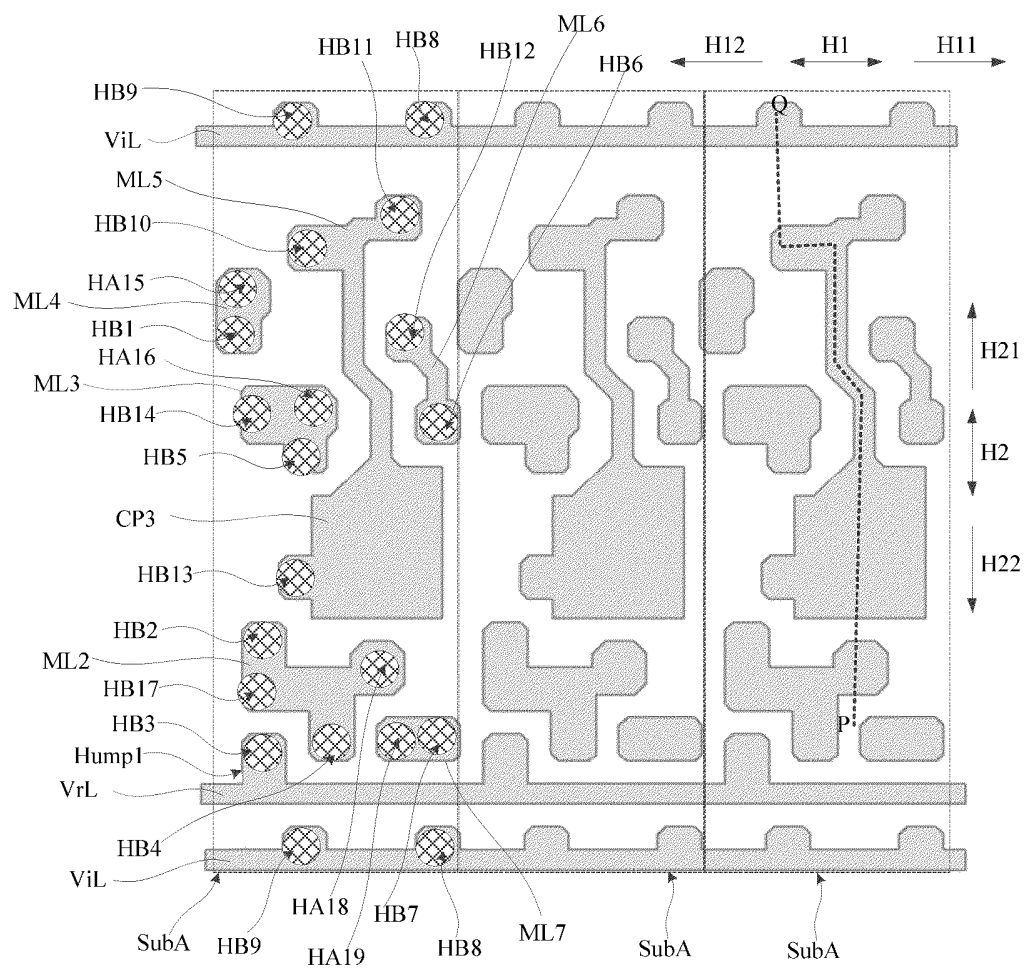 ML6
HB8
HB11
HB12
H12
H1
H11
HB6
HB9
Q
ViL
ML5
HB10
HA15
ML4
HB1
H21
HA16
ML3
HB14
H2
HB5
CP3
H22
HB13
HB2
ML2
HB17
HB3
P
Hump1
VrL
HB4
ViL
HA18
HB7
ML7
SubA
HB9
HA19
HB8
SubA
SubA